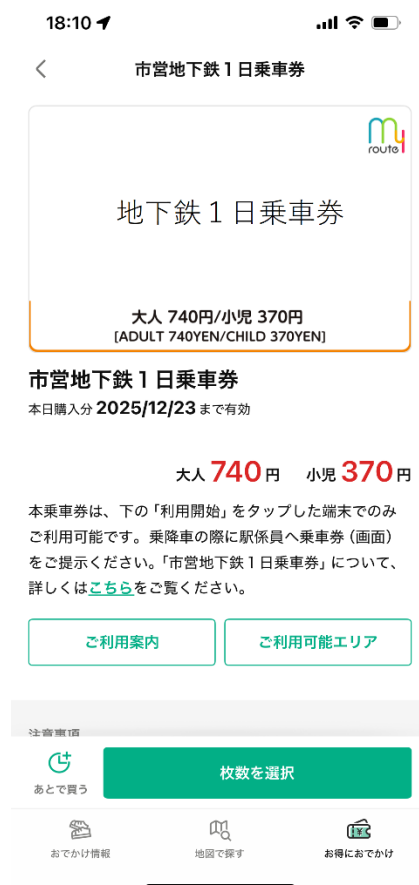 18:10
市営地下鉄1日乗車券
my
route
地下鉄1日乗車券
大人 740円/小児 370円
[ADULT 740YEN/CHILD 370YEN]
市営地下鉄1日乗車券
本日購入分 2025/12/23 まで有効
大人 740 円 小児 370 円
本乗車券は、下の「利用開始」をタップした端末でのみ
ご利用可能です。乗降車の際に駅係員へ乗車券(画面)
をご提示ください。「市営地下鉄1日乗車券」について、
詳しくはこちらをご覧ください。
ご利用案内 ご利用可能エリア
注意事項
あとで買う 枚数を選択
おでかけ情報 地図で探す お得におでかけ